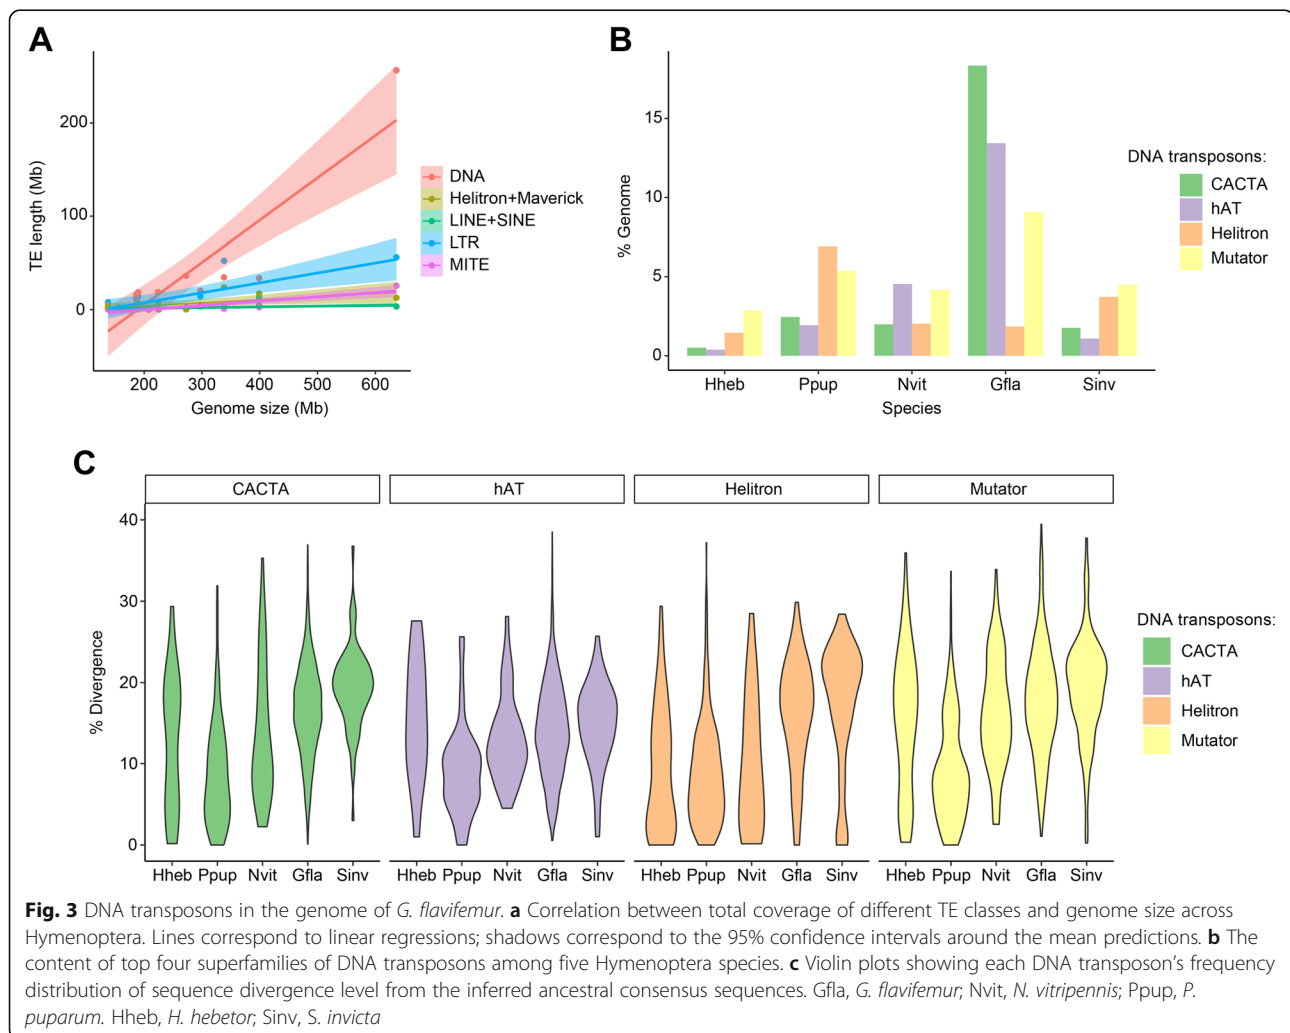 A
TE length (Mb)
200
100
0
200 300 400 500 600
Genome size (Mb)
DNA
Helitron+Maverick
LINE+SINE
LTR
MITE
B
% Genome
15
10
5
0
Hheb Ppup Nvit Gfla Sinv
Species
DNA transposons:
CACTA
hAT
Helitron
Mutator
C
CACTA hAT Helitron Mutator
% Divergence
40
30
20
10
0
Hheb Ppup Nvit Gfla Sinv Hheb Ppup Nvit Gfla Sinv Hheb Ppup Nvit Gfla Sinv Hheb Ppup Nvit Gfla Sinv
DNA transposons:
CACTA
hAT
Helitron
Mutator
Fig. 3 DNA transposons in the genome of G. flavifemur. a Correlation between total coverage of different TE classes and genome size across
Hymenoptera. Lines correspond to linear regressions; shadows correspond to the 95% confidence intervals around the mean predictions. b The
content of top four superfamilies of DNA transposons among five Hymenoptera species. c Violin plots showing each DNA transposon's frequency
distribution of sequence divergence level from the inferred ancestral consensus sequences. Gfla, G. flavifemur; Nvit, N. vitripennis; Ppup, P.
puparum. Hheb, H. hebetor; Sinv, S. invicta